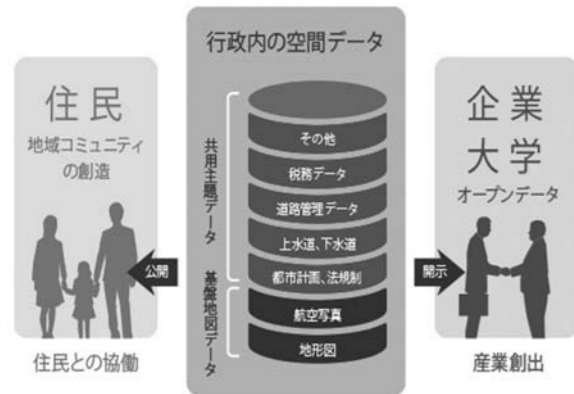 行政内の空間データ
住民
地域コミュニティ
の創造
公開
住民との協働
共用主題データ
基盤地図データ
その他
税務データ
道路管理データ
上水道、下水道
都市計画、法規制
航空写真
地形図
企業
大学
オープンデータ
開示
産業創出